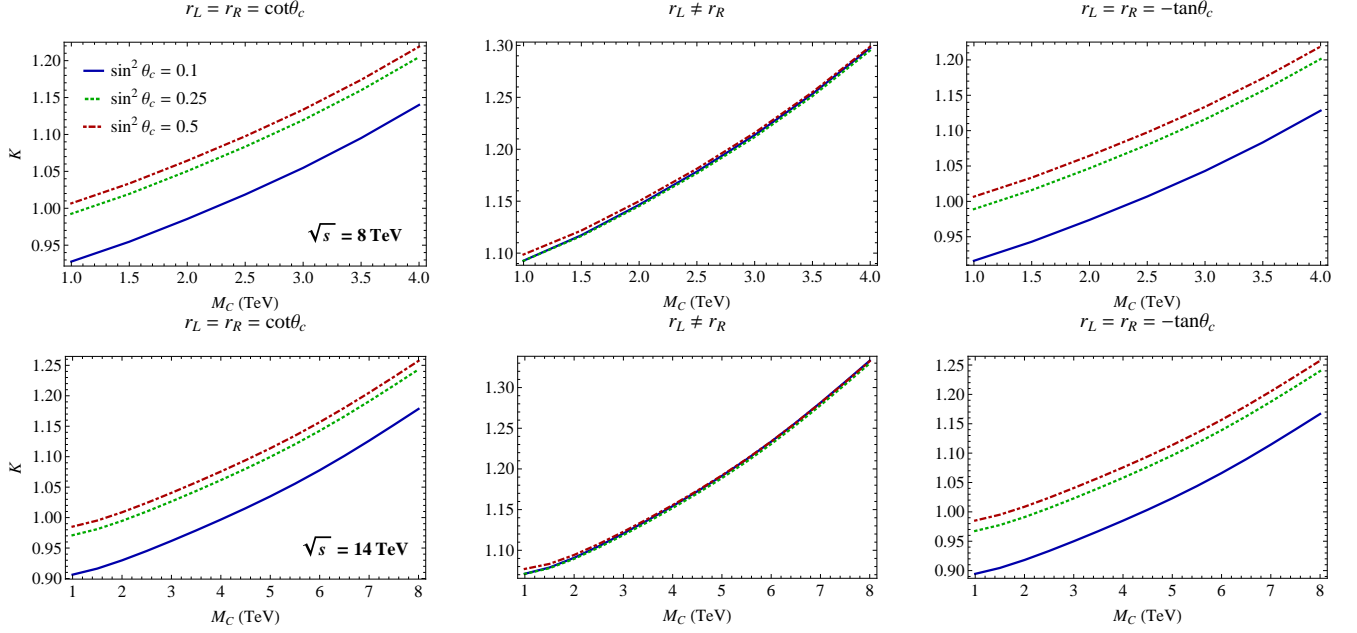 r_L = r_R = cotθ_c
r_L ≠ r_R
r_L = r_R = −tanθ_c
sin² θ_c = 0.1
sin² θ_c = 0.25
sin² θ_c = 0.5
√s = 8 TeV
K
1.20
1.15
1.10
1.05
1.00
0.95
1.0 1.5 2.0 2.5 3.0 3.5 4.0
M_C (TeV)
1.30
1.25
1.20
1.15
1.10
1.0 1.5 2.0 2.5 3.0 3.5 4.0
M_C (TeV)
1.20
1.15
1.10
1.05
1.00
0.95
1.0 1.5 2.0 2.5 3.0 3.5 4.0
M_C (TeV)
r_L = r_R = cotθ_c
r_L ≠ r_R
r_L = r_R = −tanθ_c
K
1.25
1.20
1.15
1.10
1.05
1.00
0.95
0.90
√s = 14 TeV
1 2 3 4 5 6 7 8
M_C (TeV)
1.30
1.25
1.20
1.15
1.10
1 2 3 4 5 6 7 8
M_C (TeV)
1.25
1.20
1.15
1.10
1.05
1.00
0.95
0.90
1 2 3 4 5 6 7 8
M_C (TeV)